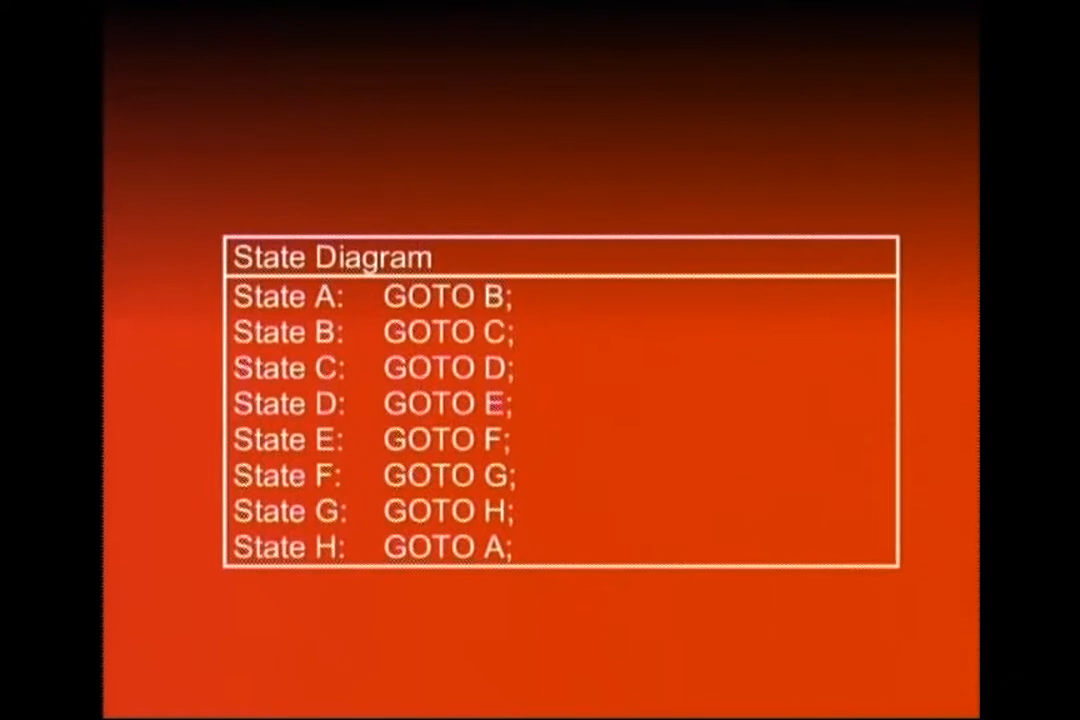 State Diagram
State A: GOTO B;
State B: GOTO C;
State C: GOTO D;
State D: GOTO E;
State E: GOTO F;
State F: GOTO G;
State G: GOTO H;
State H: GOTO A;